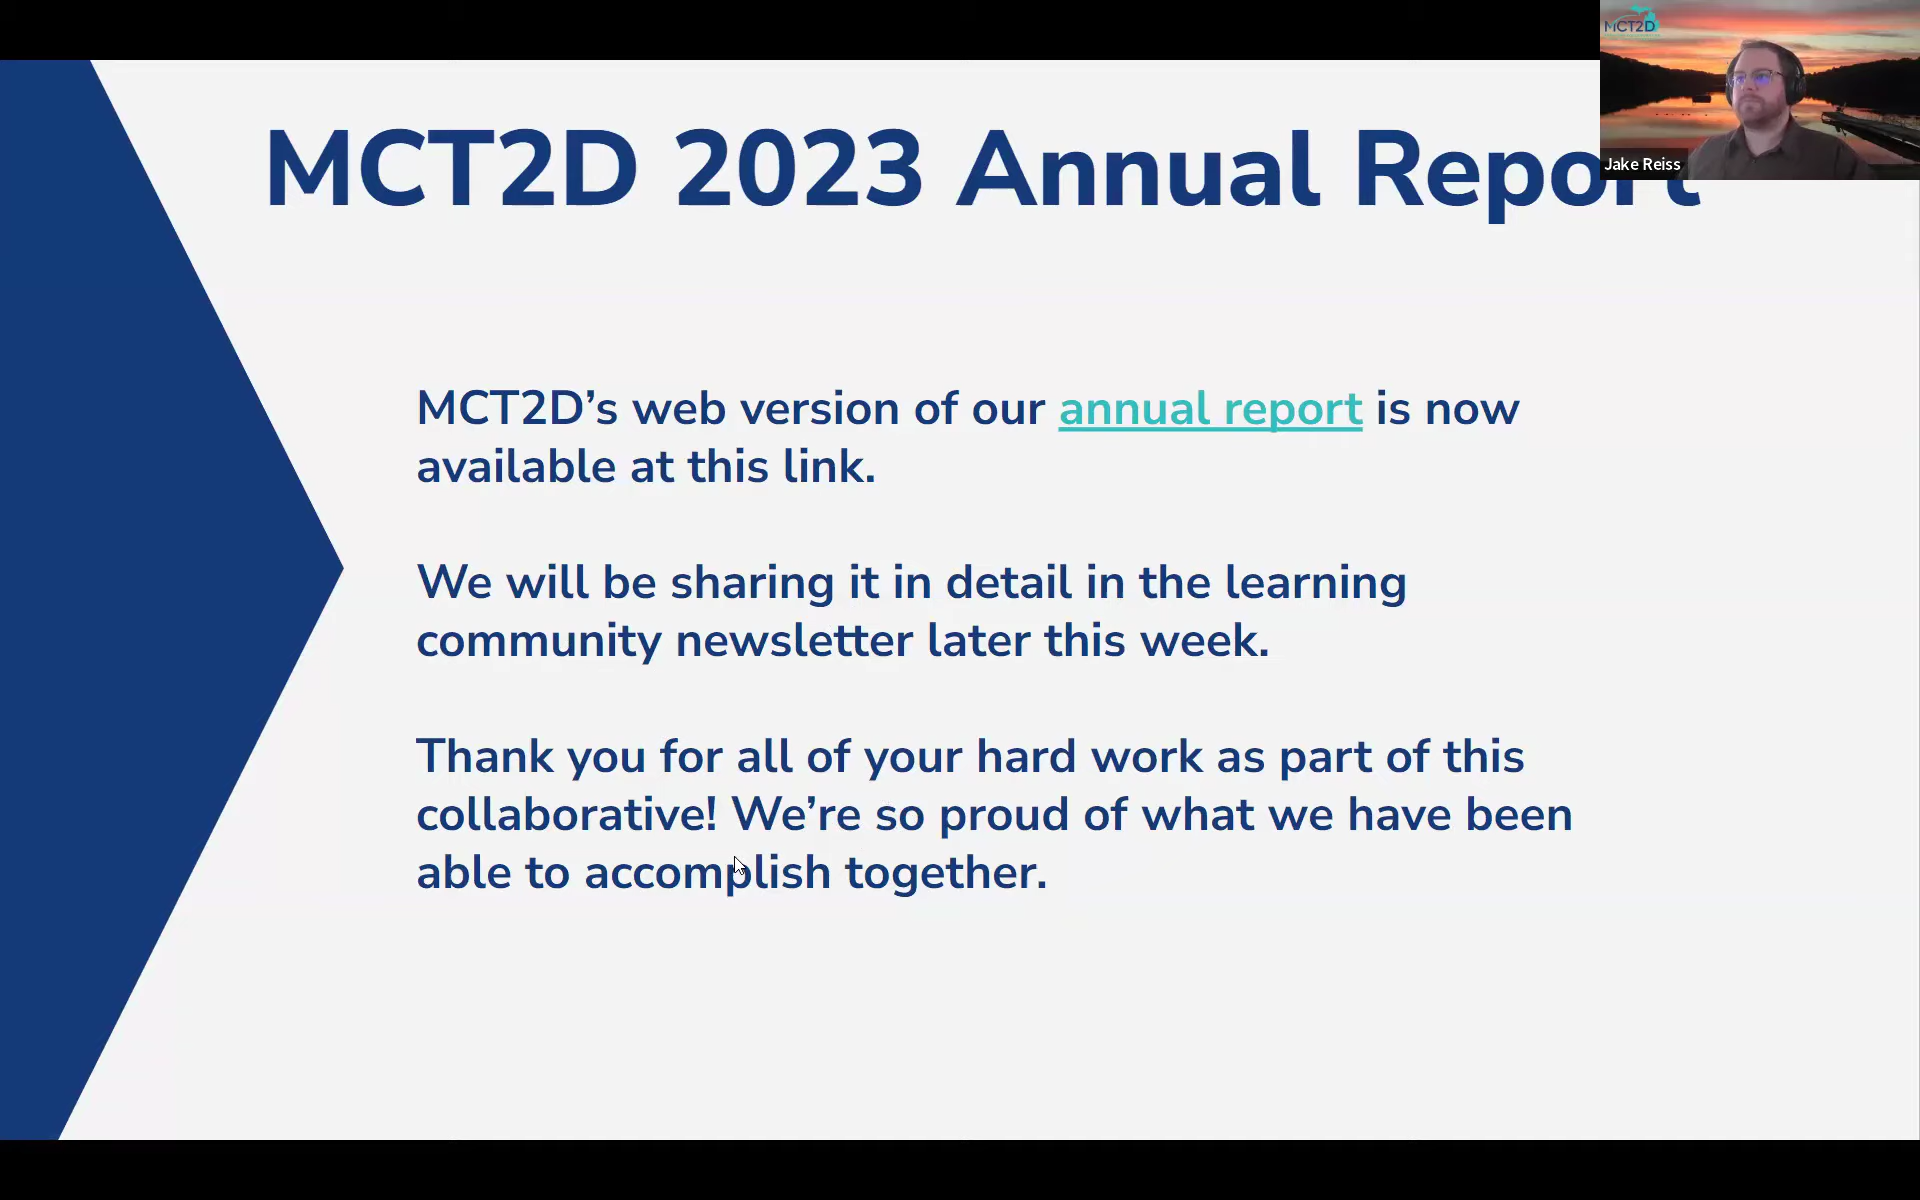 MCT2D
Jake Reiss
MCT2D 2023 Annual Report
MCT2D’s web version of our annual report is now
available at this link.
We will be sharing it in detail in the learning
community newsletter later this week.
Thank you for all of your hard work as part of this
collaborative! We’re so proud of what we have been
able to accomplish together.